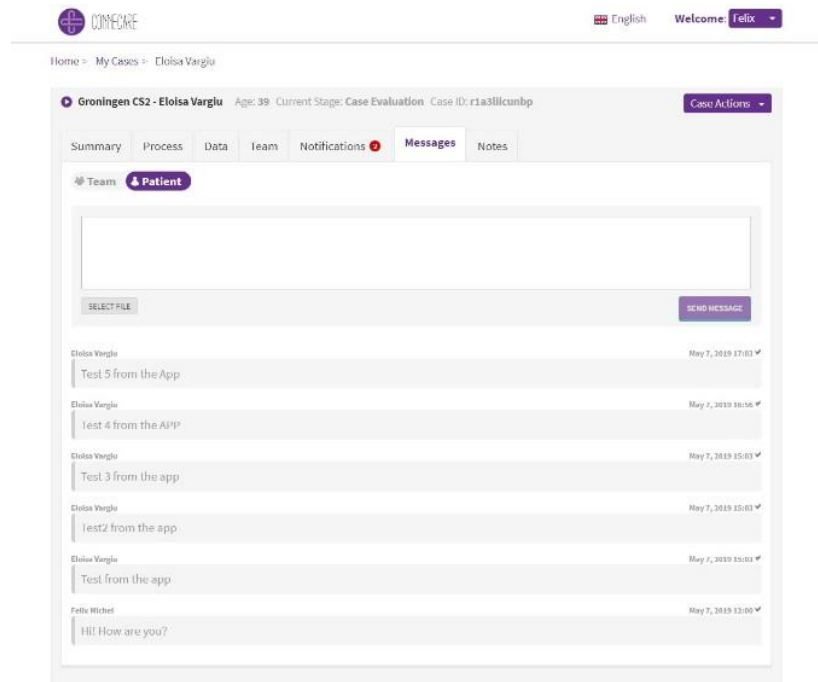 CONNECARE
English Welcome: Felix
Home > My Cases > Eloisa Vargiu
Groningen CS2 - Eloisa Vargiu Age: 39 Current Stage: Case Evaluation Case ID: r1a3liicunbp
Case Actions
Summary Process Data Team Notifications 2 Messages Notes
Team Patient
SELECT FILE
SEND MESSAGE
Eloisa Vargiu May 7, 2019 17:03
Test 5 from the App
Eloisa Vargiu May 7, 2019 16:56
Test 4 from the APP
Eloisa Vargiu May 7, 2019 15:03
Test 3 from the app
Eloisa Vargiu May 7, 2019 15:03
Test2 from the app
Eloisa Vargiu May 7, 2019 15:03
Test from the app
Felix Michel May 7, 2019 12:00
Hi! How are you?